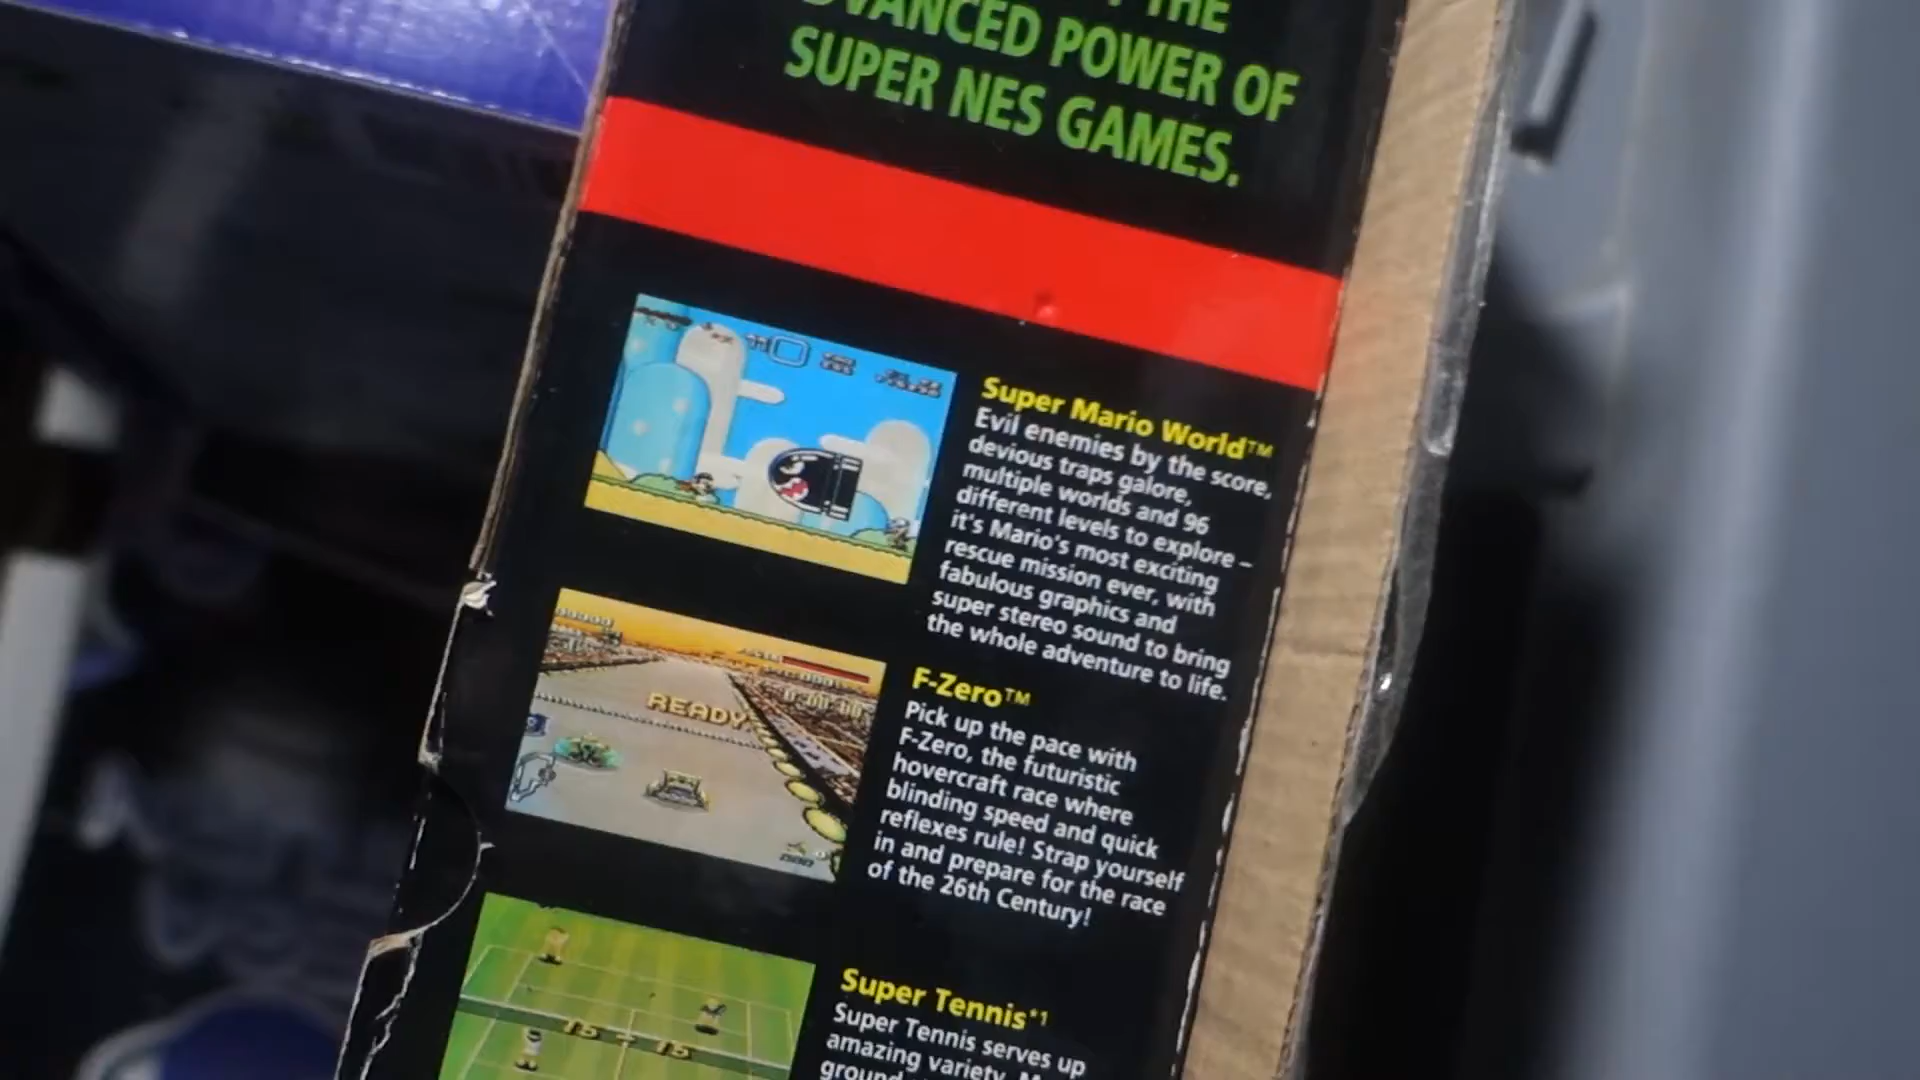 THE
ADVANCED POWER OF
SUPER NES GAMES.
Super Mario World™
Evil enemies by the score,
devious traps galore,
multiple worlds and 96
different levels to explore –
it's Mario's most exciting
rescue mission ever, with
fabulous graphics and
super stereo sound to bring
the whole adventure to life.
READY
F-Zero™
Pick up the pace with
F-Zero, the futuristic
hovercraft race where
blinding speed and quick
reflexes rule! Strap yourself
in and prepare for the race
of the 26th Century!
15 - 15
Super Tennis*1
Super Tennis serves up
amazing variety.
ground